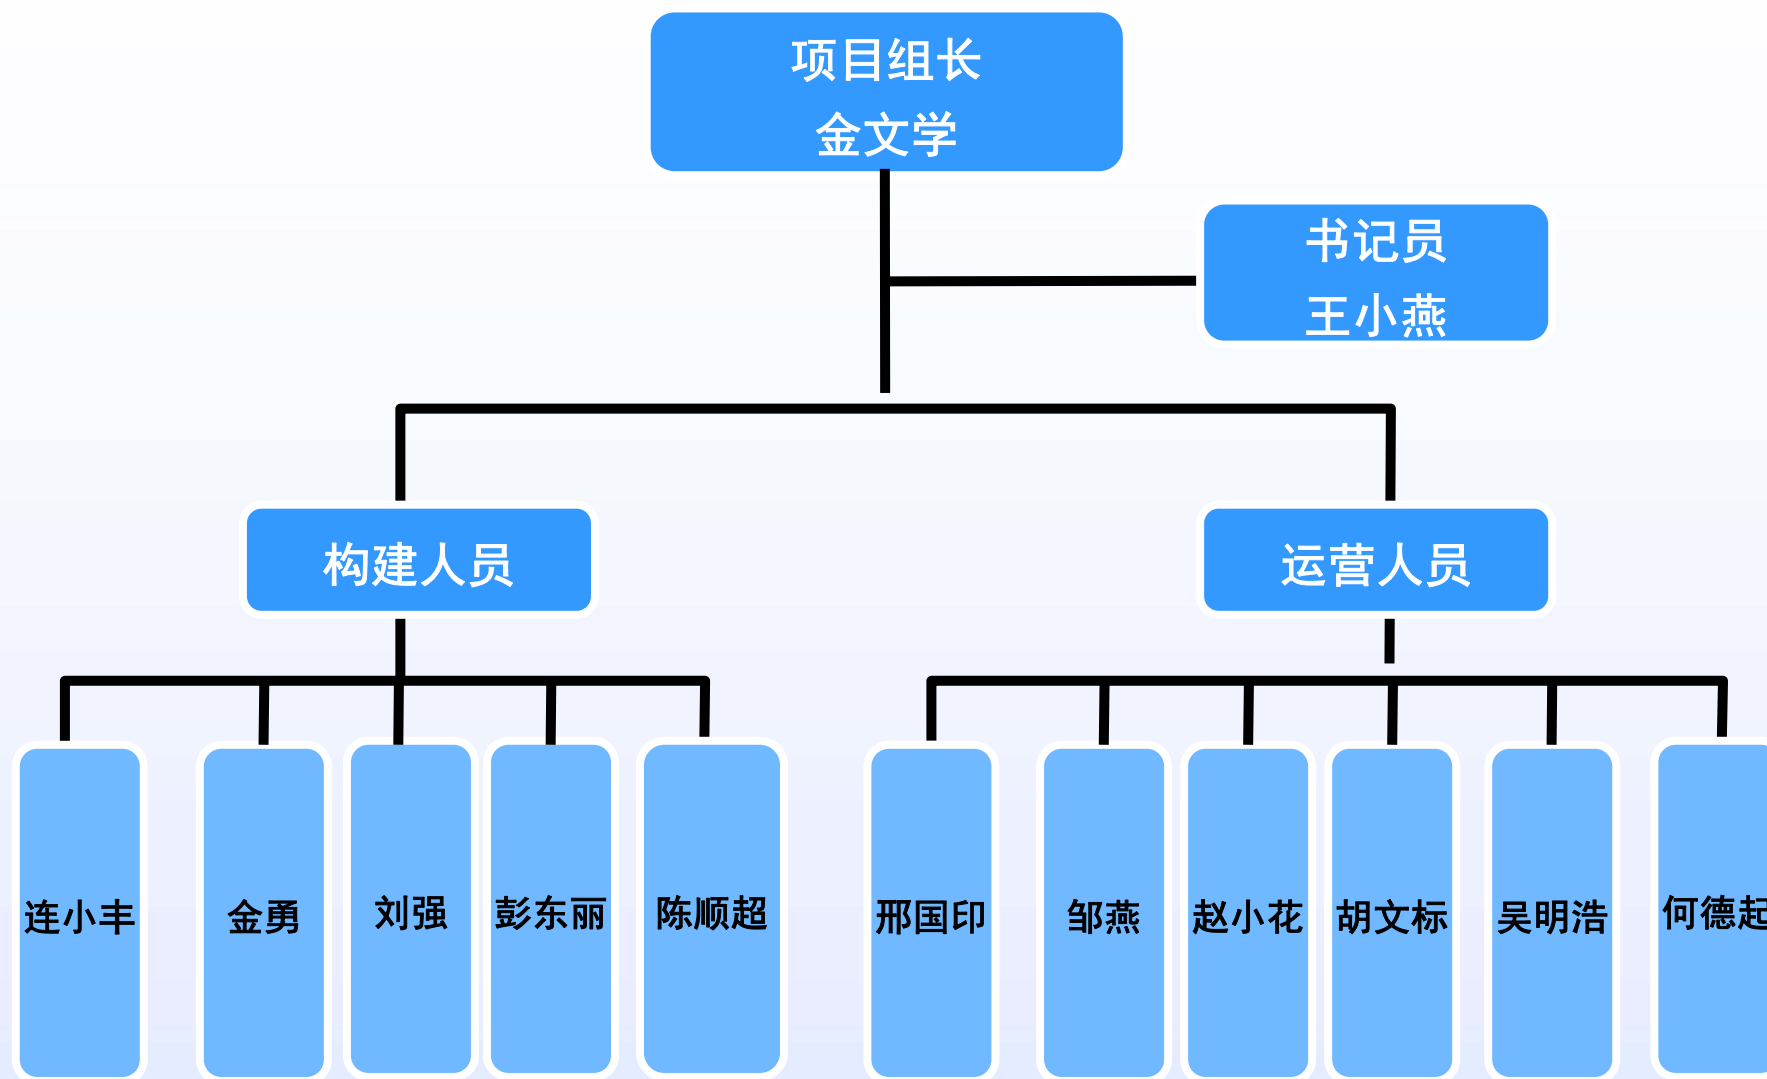 项目组长
金文学
书记员
王小燕
构建人员
运营人员
连小丰
金勇
刘强
彭东丽
陈顺超
邢国印
邹燕
赵小花
胡文标
吴明浩
何德起